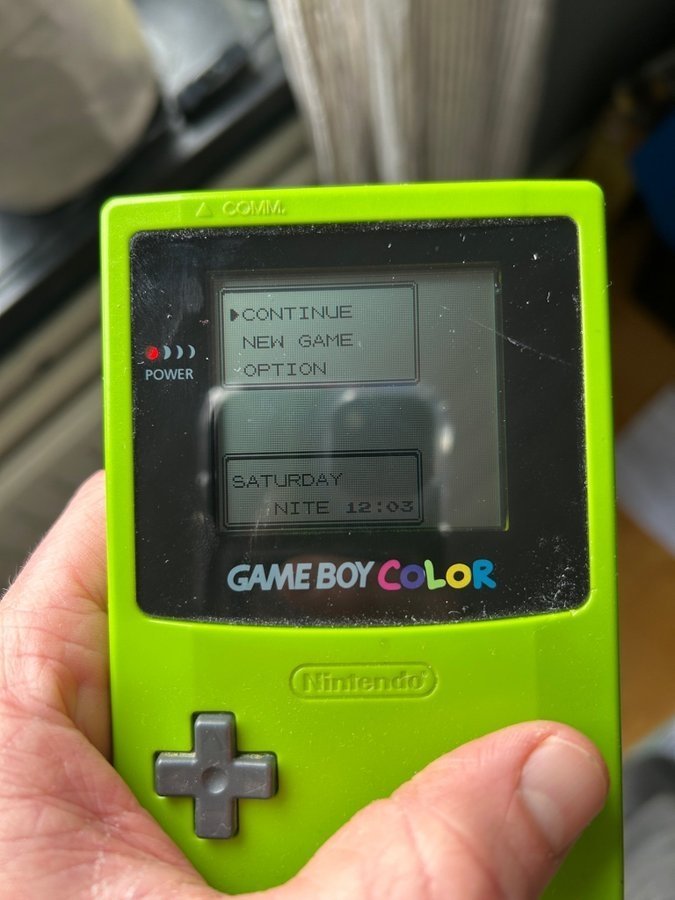 COMM.
CONTINUE
NEW GAME
OPTION
POWER
SATURDAY
NITE 12:03
GAME BOY COLOR
Nintendo